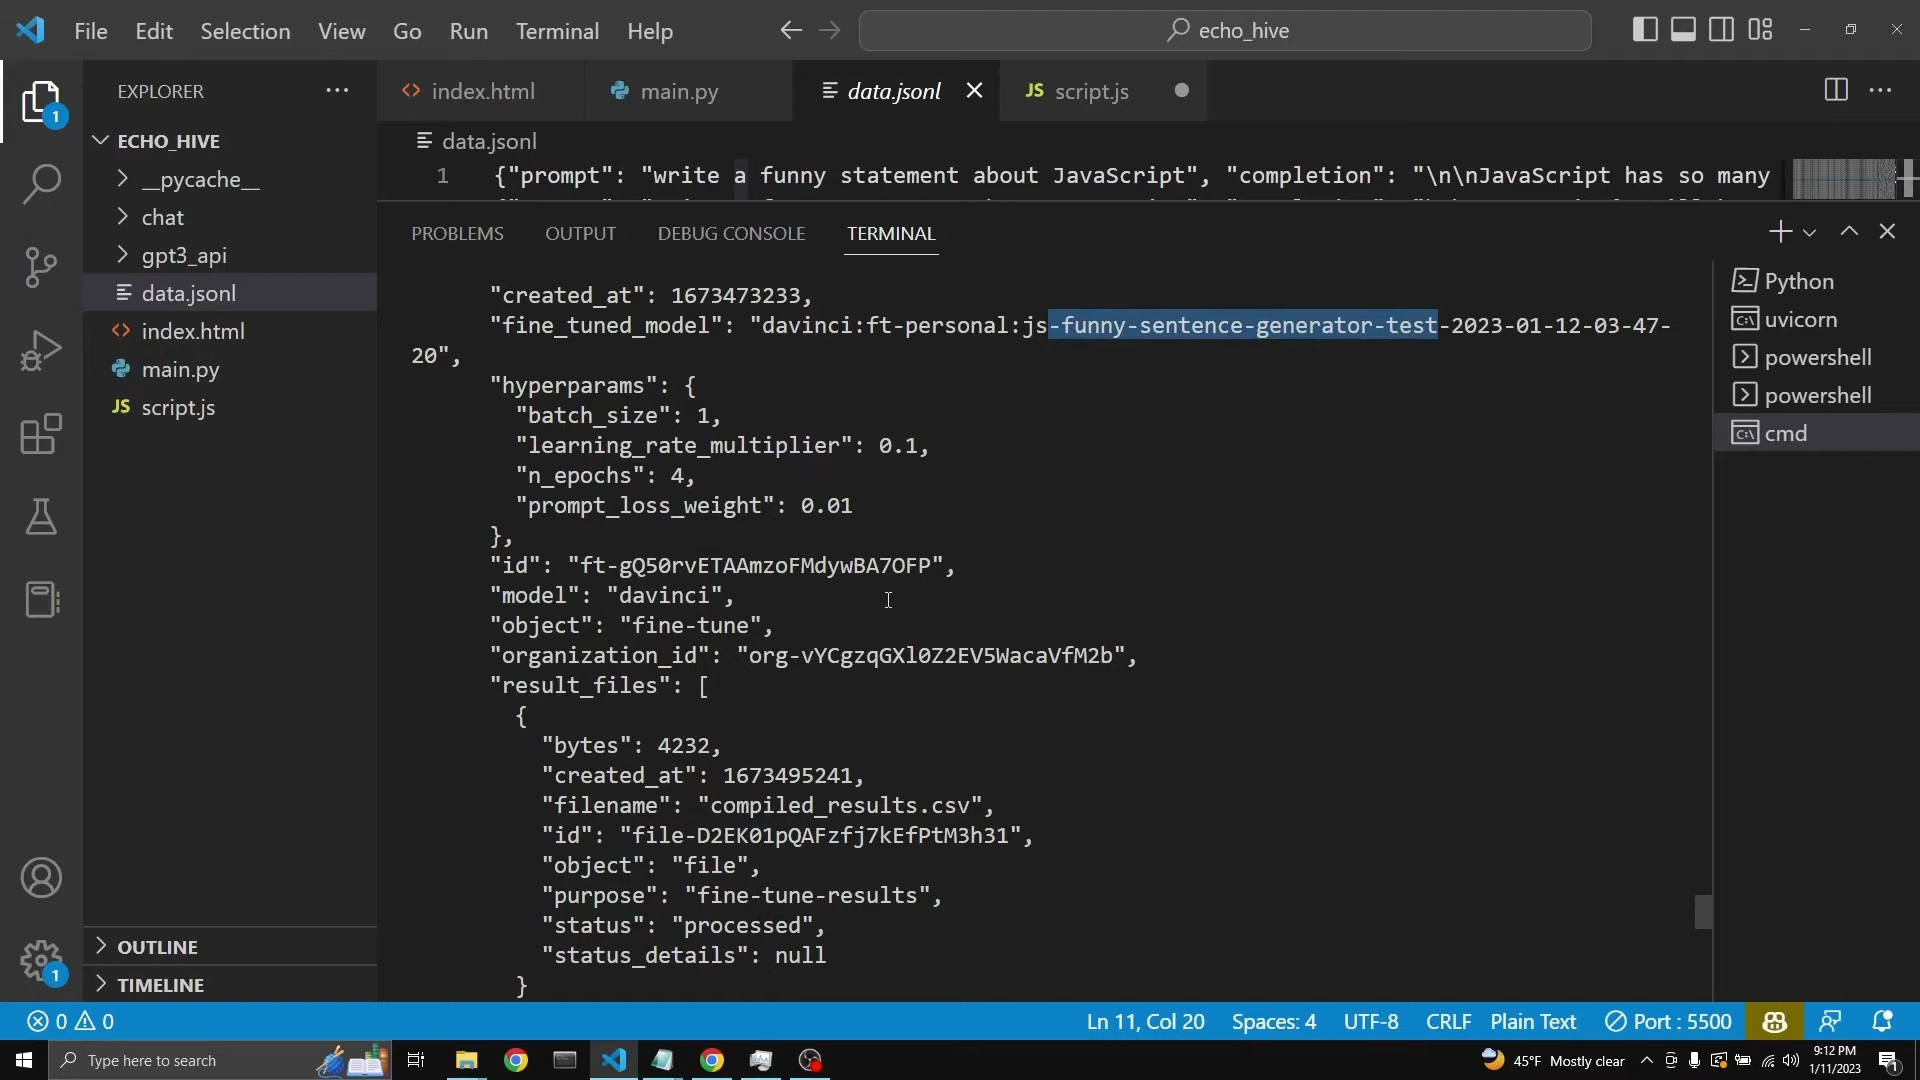 File Edit Selection View Go Run Terminal Help
echo_hive
1
EXPLORER
index.html
main.py
data.jsonl
JS script.js
ECHO_HIVE
__pycache__
chat
gpt3_api
data.jsonl
index.html
main.py
JS script.js
OUTLINE
TIMELINE
1
data.jsonl
1 {"prompt": "write a funny statement about JavaScript", "completion": "\n\nJavaScript has so many
PROBLEMS OUTPUT DEBUG CONSOLE TERMINAL
"created_at": 1673473233,
"fine_tuned_model": "davinci:ft-personal:js-funny-sentence-generator-test-2023-01-12-03-47-
20",
"hyperparams": {
"batch_size": 1,
"learning_rate_multiplier": 0.1,
"n_epochs": 4,
"prompt_loss_weight": 0.01
},
"id": "ft-gQ50rvETAAmzoFMdywBA7OFP",
"model": "davinci",
"object": "fine-tune",
"organization_id": "org-vYCgzqGXl0Z2EV5WacaVfM2b",
"result_files": [
{
"bytes": 4232,
"created_at": 1673495241,
"filename": "compiled_results.csv",
"id": "file-D2EK01pQAFzfj7kEfPtM3h31",
"object": "file",
"purpose": "fine-tune-results",
"status": "processed",
"status_details": null
}
Python
uvicorn
powershell
powershell
cmd
0 0
Ln 11, Col 20 Spaces: 4 UTF-8 CRLF Plain Text Port : 5500
Type here to search
45°F Mostly clear
9:12 PM
1/11/2023
1